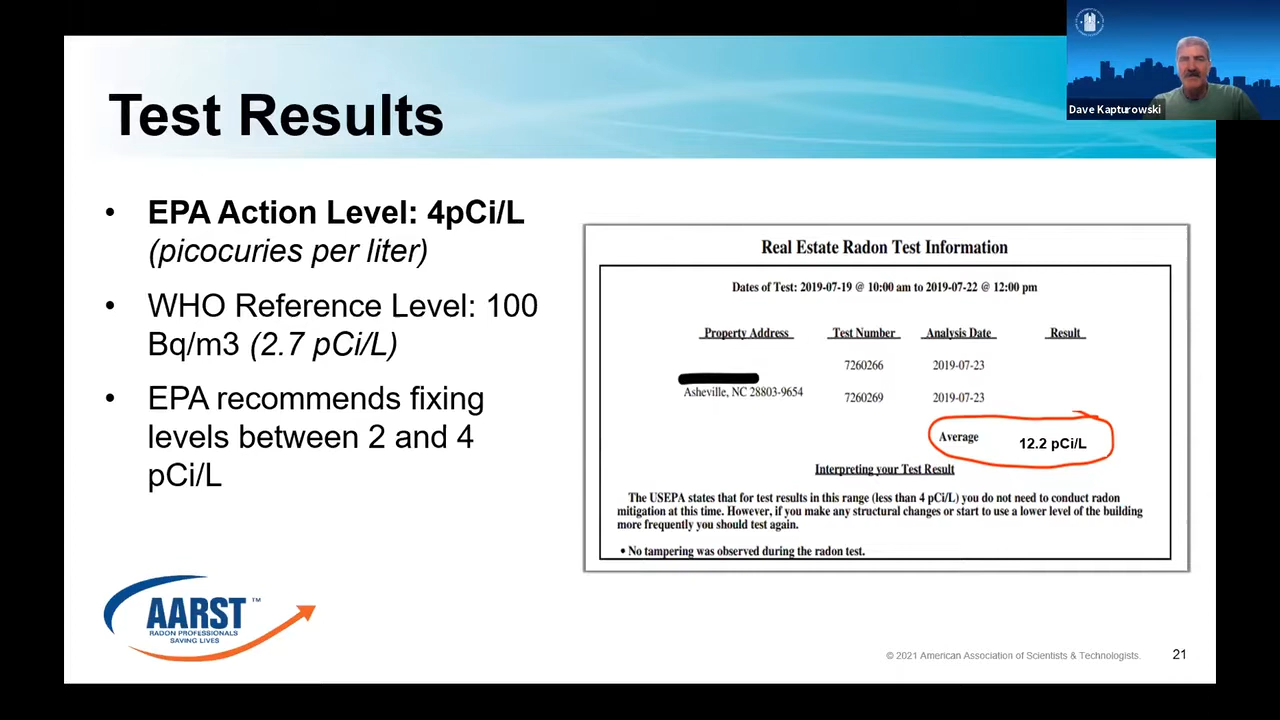 Dave Kapturowski
Test Results
• EPA Action Level: 4pCi/L
(picocuries per liter)
• WHO Reference Level: 100
Bq/m3 (2.7 pCi/L)
• EPA recommends fixing
levels between 2 and 4
pCi/L
Real Estate Radon Test Information
Dates of Test: 2019-07-19 @ 10:00 am to 2019-07-22 @ 12:00 pm
Property Address Test Number Analysis Date Result
7260266 2019-07-23
Asheville, NC 28803-9654 7260269 2019-07-23
Average 12.2 pCi/L
Interpreting your Test Result
The USEPA states that for test results in this range (less than 4 pCi/L) you do not need to conduct radon
mitigation at this time. However, if you make any structural changes or start to use a lower level of the building
more frequently you should test again.
• No tampering was observed during the radon test.
AARST™
RADON PROFESSIONALS
SAVING LIVES
© 2021 American Association of Scientists & Technologists. 21